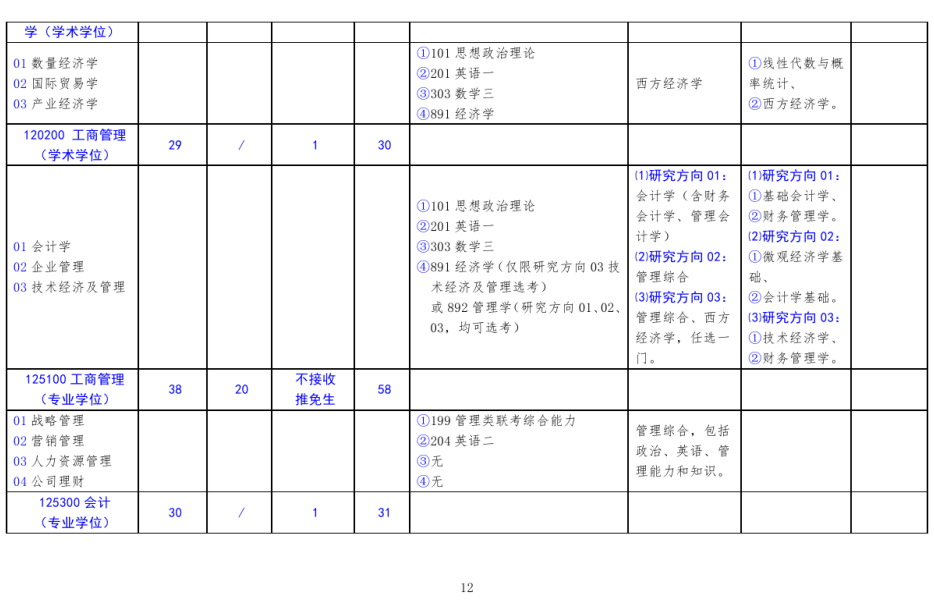 学（学术学位）
01 数量经济学
02 国际贸易学
03 产业经济学
①101 思想政治理论
②201 英语一
③303 数学三
④891 经济学
西方经济学
①线性代数与概
率统计、
②西方经济学。
120200 工商管理
（学术学位）
29
/
1
30
01 会计学
02 企业管理
03 技术经济及管理
①101 思想政治理论
②201 英语一
③303 数学三
④891 经济学（仅限研究方向 03 技
术经济及管理选考）
或 892 管理学（研究方向 01、02、
03，均可选考）
⑴研究方向 01：
会计学（含财务
会计学、管理会
计学）
⑵研究方向 02：
管理综合
⑶研究方向 03：
管理综合、西方
经济学，任选一
门。
⑴研究方向 01：
①基础会计学、
②财务管理学。
⑵研究方向 02：
①微观经济学基
础、
②会计学基础。
⑶研究方向 03：
①技术经济学、
②财务管理学。
125100 工商管理
（专业学位）
38
20
不接收
推免生
58
01 战略管理
02 营销管理
03 人力资源管理
04 公司理财
①199 管理类联考综合能力
②204 英语二
③无
④无
管理综合，包括
政治、英语、管
理能力和知识。
125300 会计
（专业学位）
30
/
1
31
12